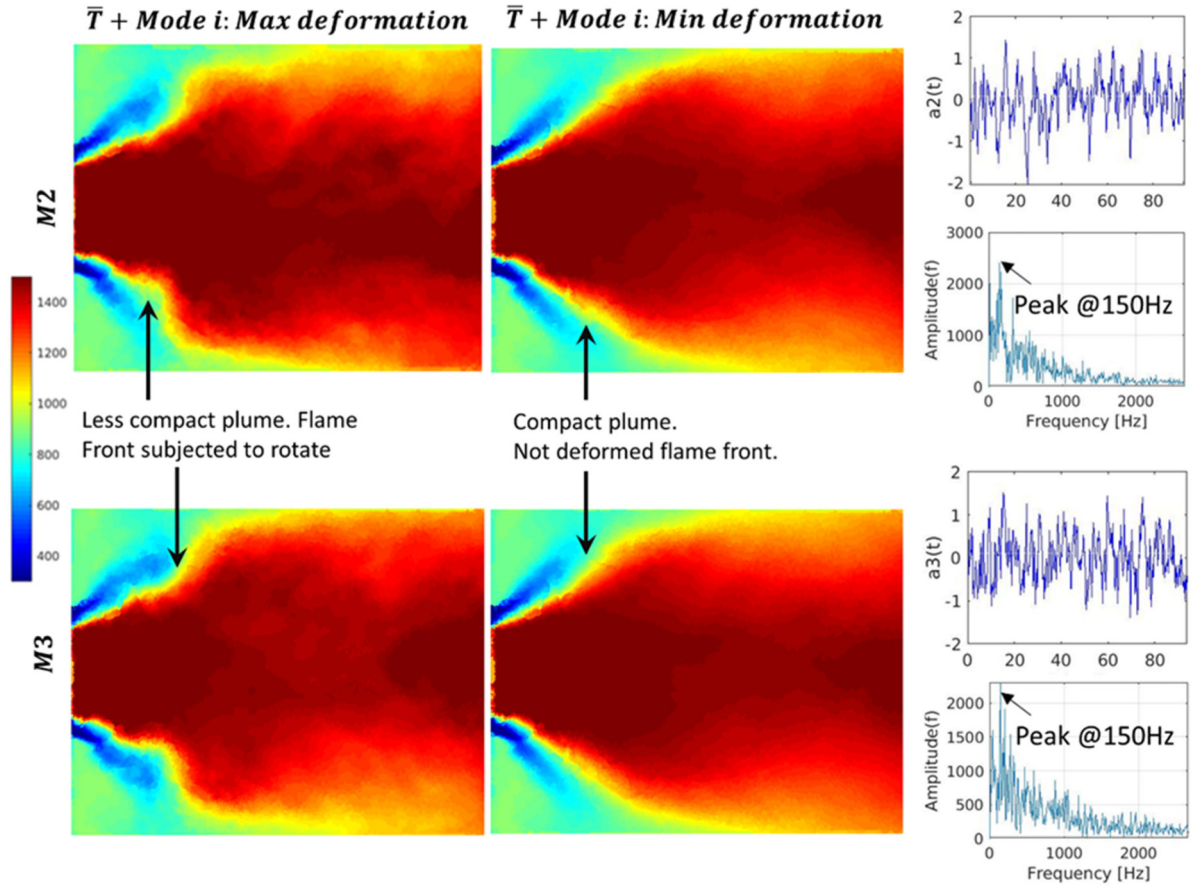 T̅ + Mode i: Max deformation
T̅ + Mode i: Min deformation
M2
1400
1200
1000
800
600
400
Less compact plume. Flame
Front subjected to rotate
Compact plume.
Not deformed flame front.
M3
a2(t)
2
1
0
-1
-2
0 20 40 60 80
Amplitude(f)
3000
2000
1000
0
Peak @150Hz
0 1000 2000
Frequency [Hz]
a3(t)
2
1
0
-1
-2
0 20 40 60 80
Amplitude(f)
2000
1500
1000
500
0
Peak @150Hz
0 1000 2000
Frequency [Hz]